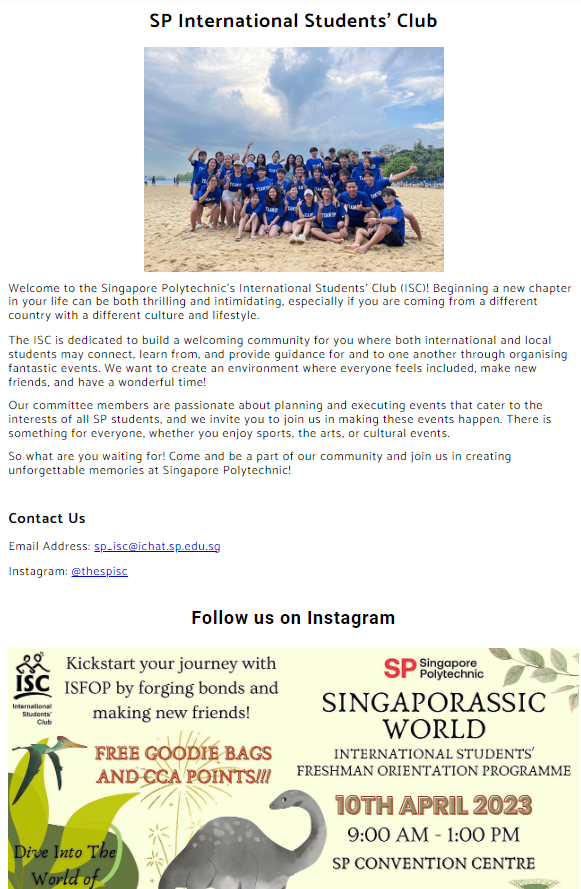 SP International Students' Club
TEAM SP
Welcome to the Singapore Polytechnic's International Students' Club (ISC)! Beginning a new chapter
in your life can be both thrilling and intimidating, especially if you are coming from a different
country with a different culture and lifestyle.
The ISC is dedicated to build a welcoming community for you where both international and local
students may connect, learn from, and provide guidance for and to one another through organising
fantastic events. We want to create an environment where everyone feels included, make new
friends, and have a wonderful time!
Our committee members are passionate about planning and executing events that cater to the
interests of all SP students, and we invite you to join us in making these events happen. There is
something for everyone, whether you enjoy sports, the arts, or cultural events.
So what are you waiting for! Come and be a part of our community and join us in creating
unforgettable memories at Singapore Polytechnic!
Contact Us
Email Address: sp_isc@ichat.sp.edu.sg
Instagram: @thespisc
Follow us on Instagram
ISC
International
Students'
Club
Kickstart your journey with
ISFOP by forging bonds and
making new friends!
FREE GOODIE BAGS
AND CCA POINTS!!!
Dive Into The
World of
SP Singapore
Polytechnic
SINGAPORASSIC
WORLD
INTERNATIONAL STUDENTS'
FRESHMAN ORIENTATION PROGRAMME
10TH APRIL 2023
9:00 AM - 1:00 PM
SP CONVENTION CENTRE